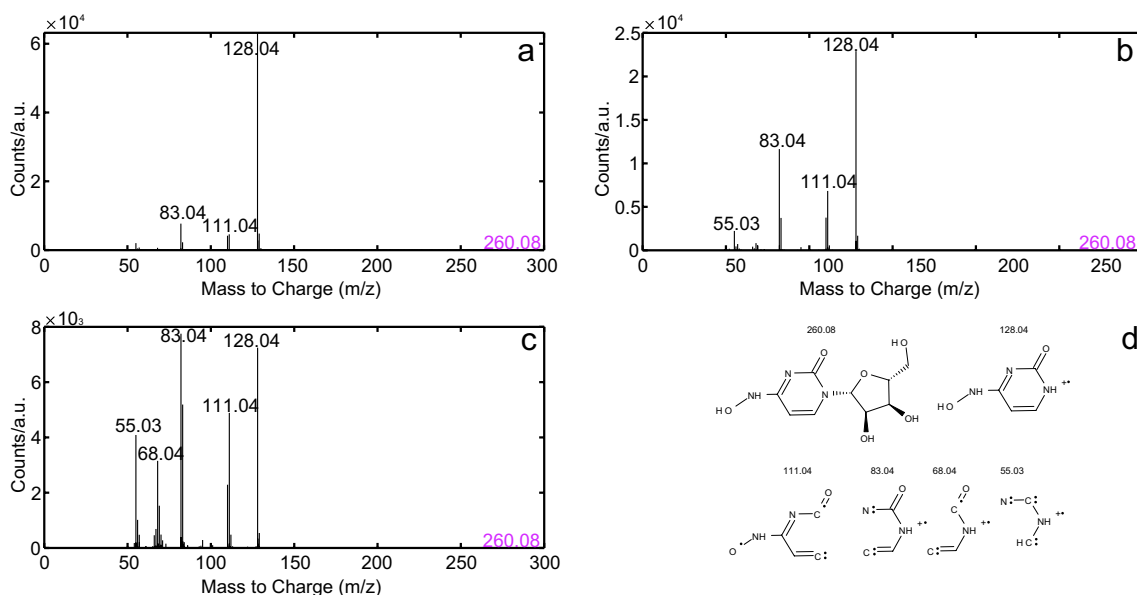 ×10⁴
a
6
4
2
0
128.04
83.04
111.04
260.08
0 50 100 150 200 250 300
Counts/a.u.
Mass to Charge (m/z)
×10⁴
b
2.5
2
1.5
1
0.5
0
128.04
83.04
111.04
55.03
260.08
0 50 100 150 200 250
Counts/a.u.
Mass to Charge (m/z)
×10₃
c
8
6
4
2
0
83.04
128.04
111.04
55.03
68.04
260.08
0 50 100 150 200 250 300
Counts/a.u.
Mass to Charge (m/z)
d
260.08
HO
O
O
N
N
NH
HO
OH
OH
128.04
O
N
NH
NH
HO
+•
111.04
O
N
C
NH
O
C:
83.04
O
N:
NH
+•
C:
68.04
O
C
NH
+•
C:
55.03
N:
C:
NH
+•
HC: